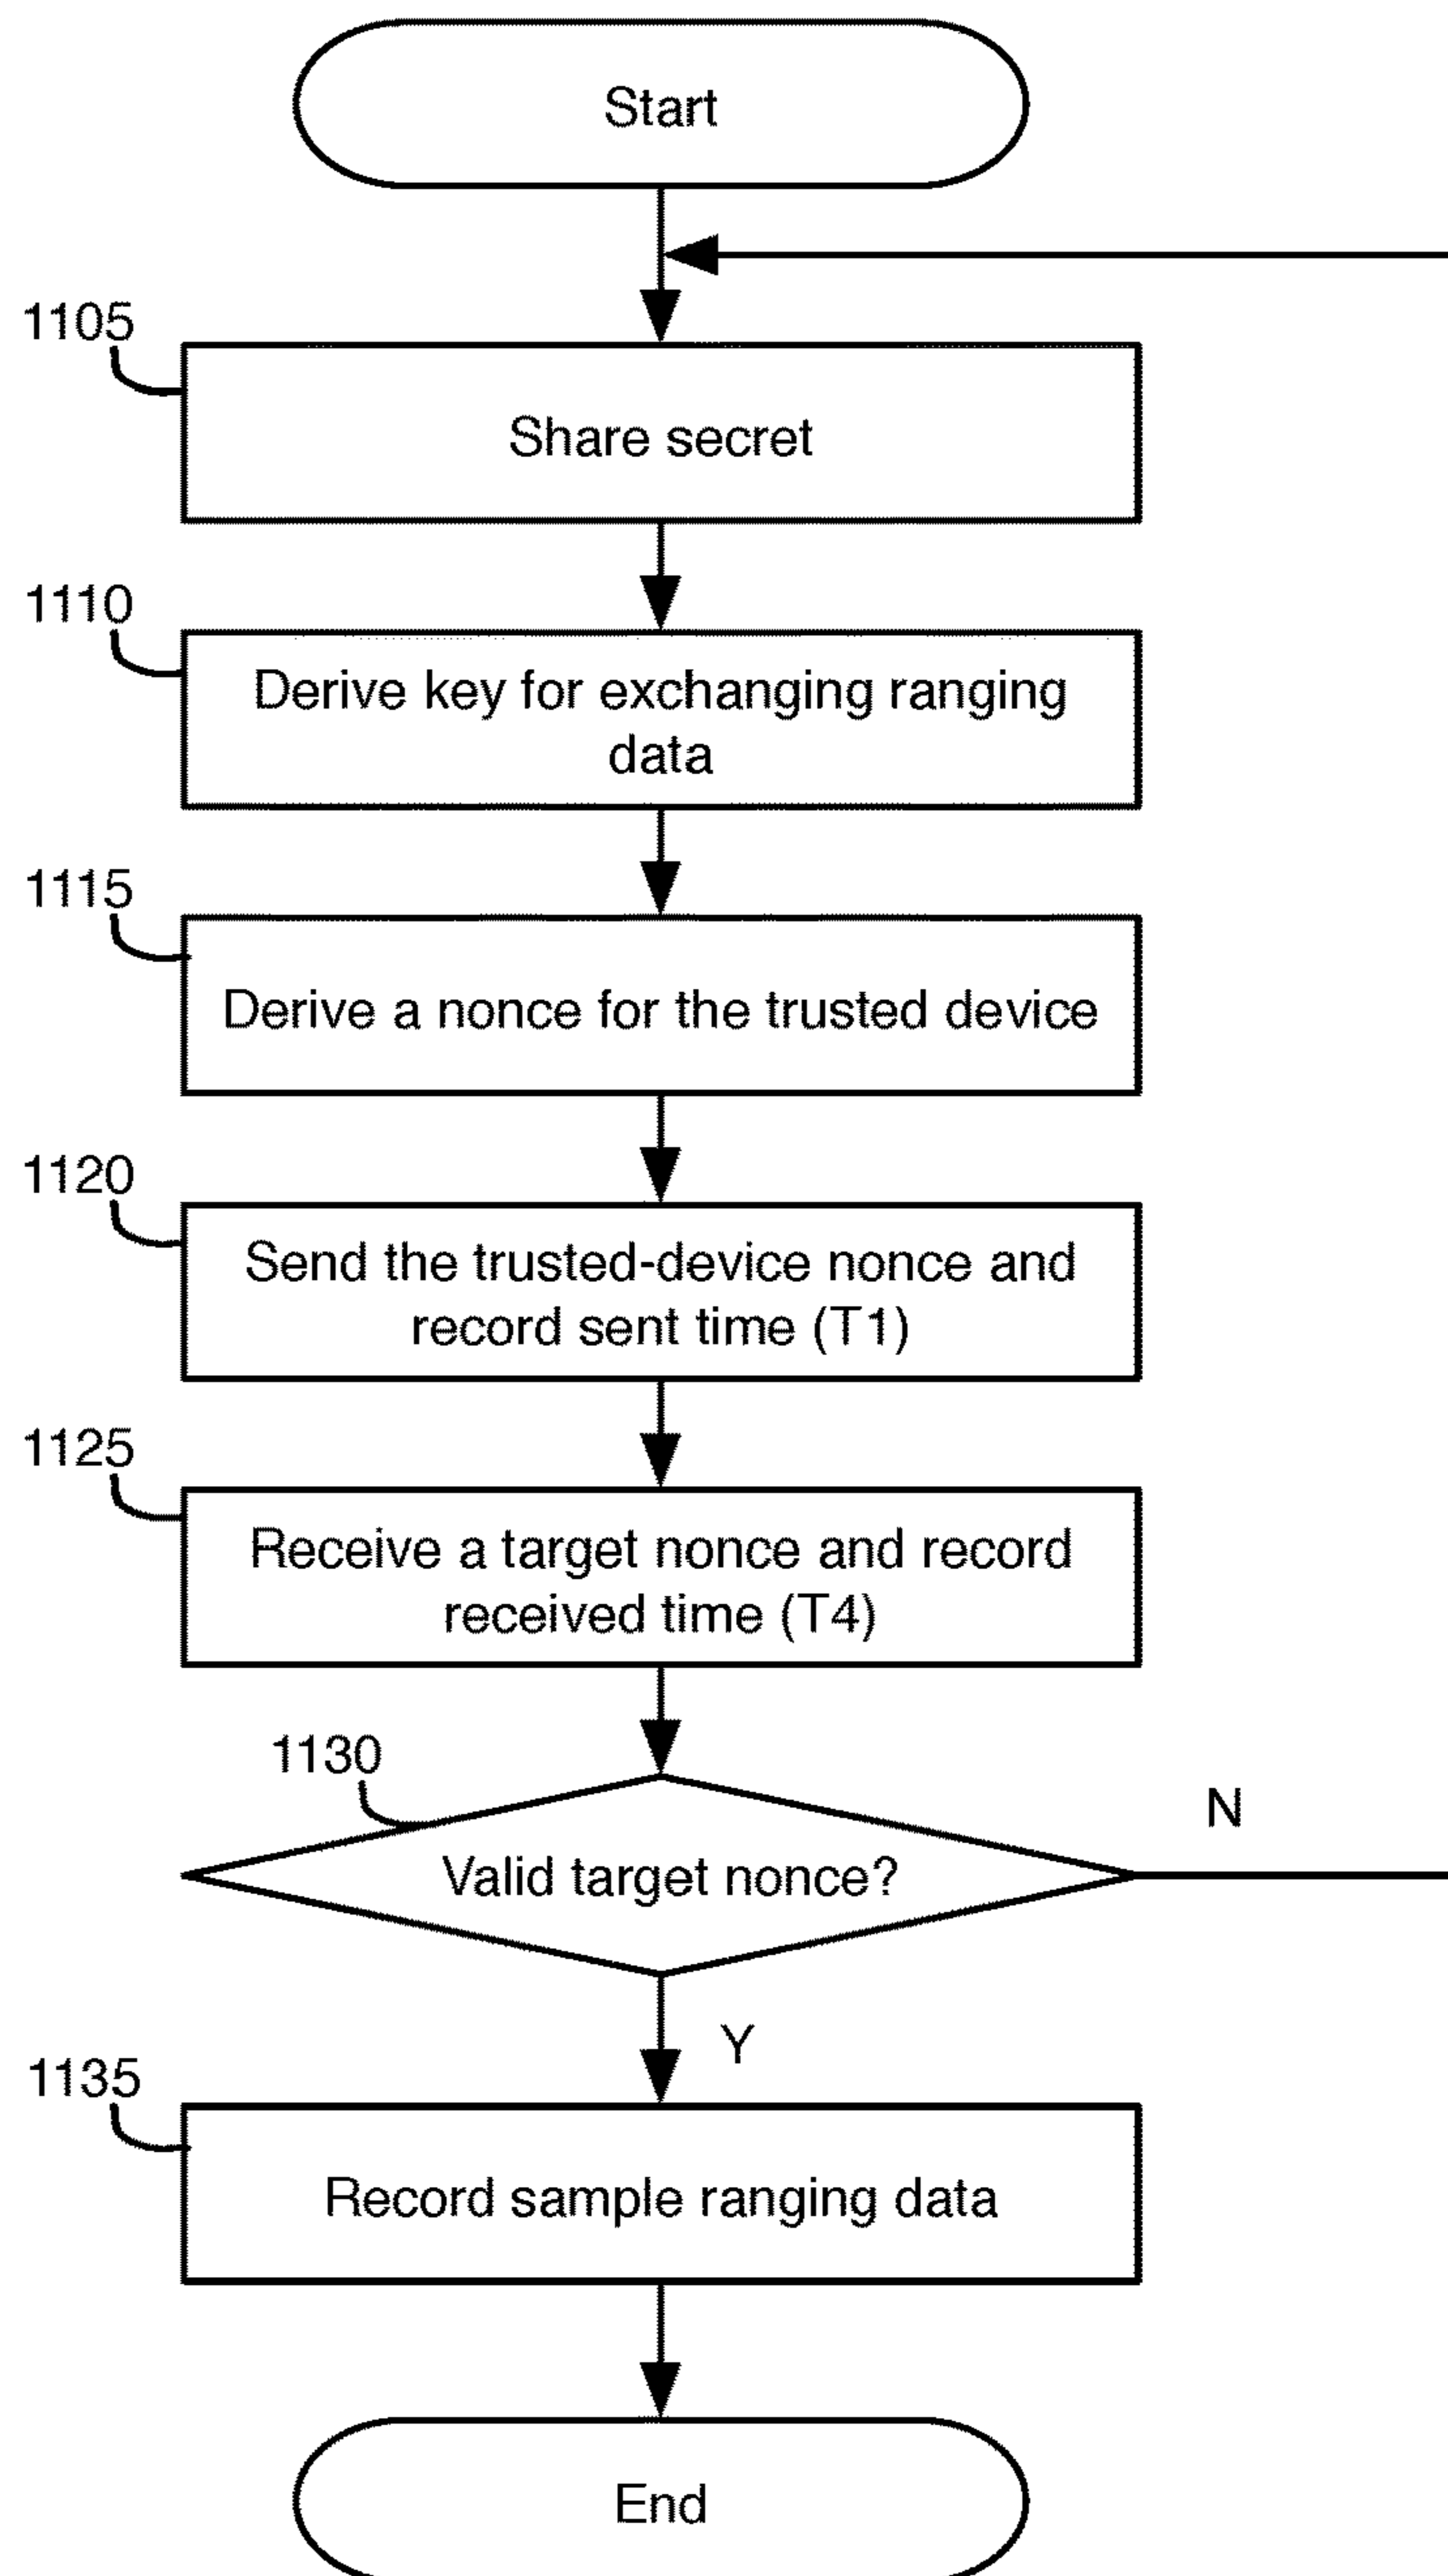 Start
1105
Share secret
1110
Derive key for exchanging ranging
data
1115
Derive a nonce for the trusted device
1120
Send the trusted-device nonce and
record sent time (T1)
1125
Receive a target nonce and record
received time (T4)
1130
N
Valid target nonce?
Y
1135
Record sample ranging data
End